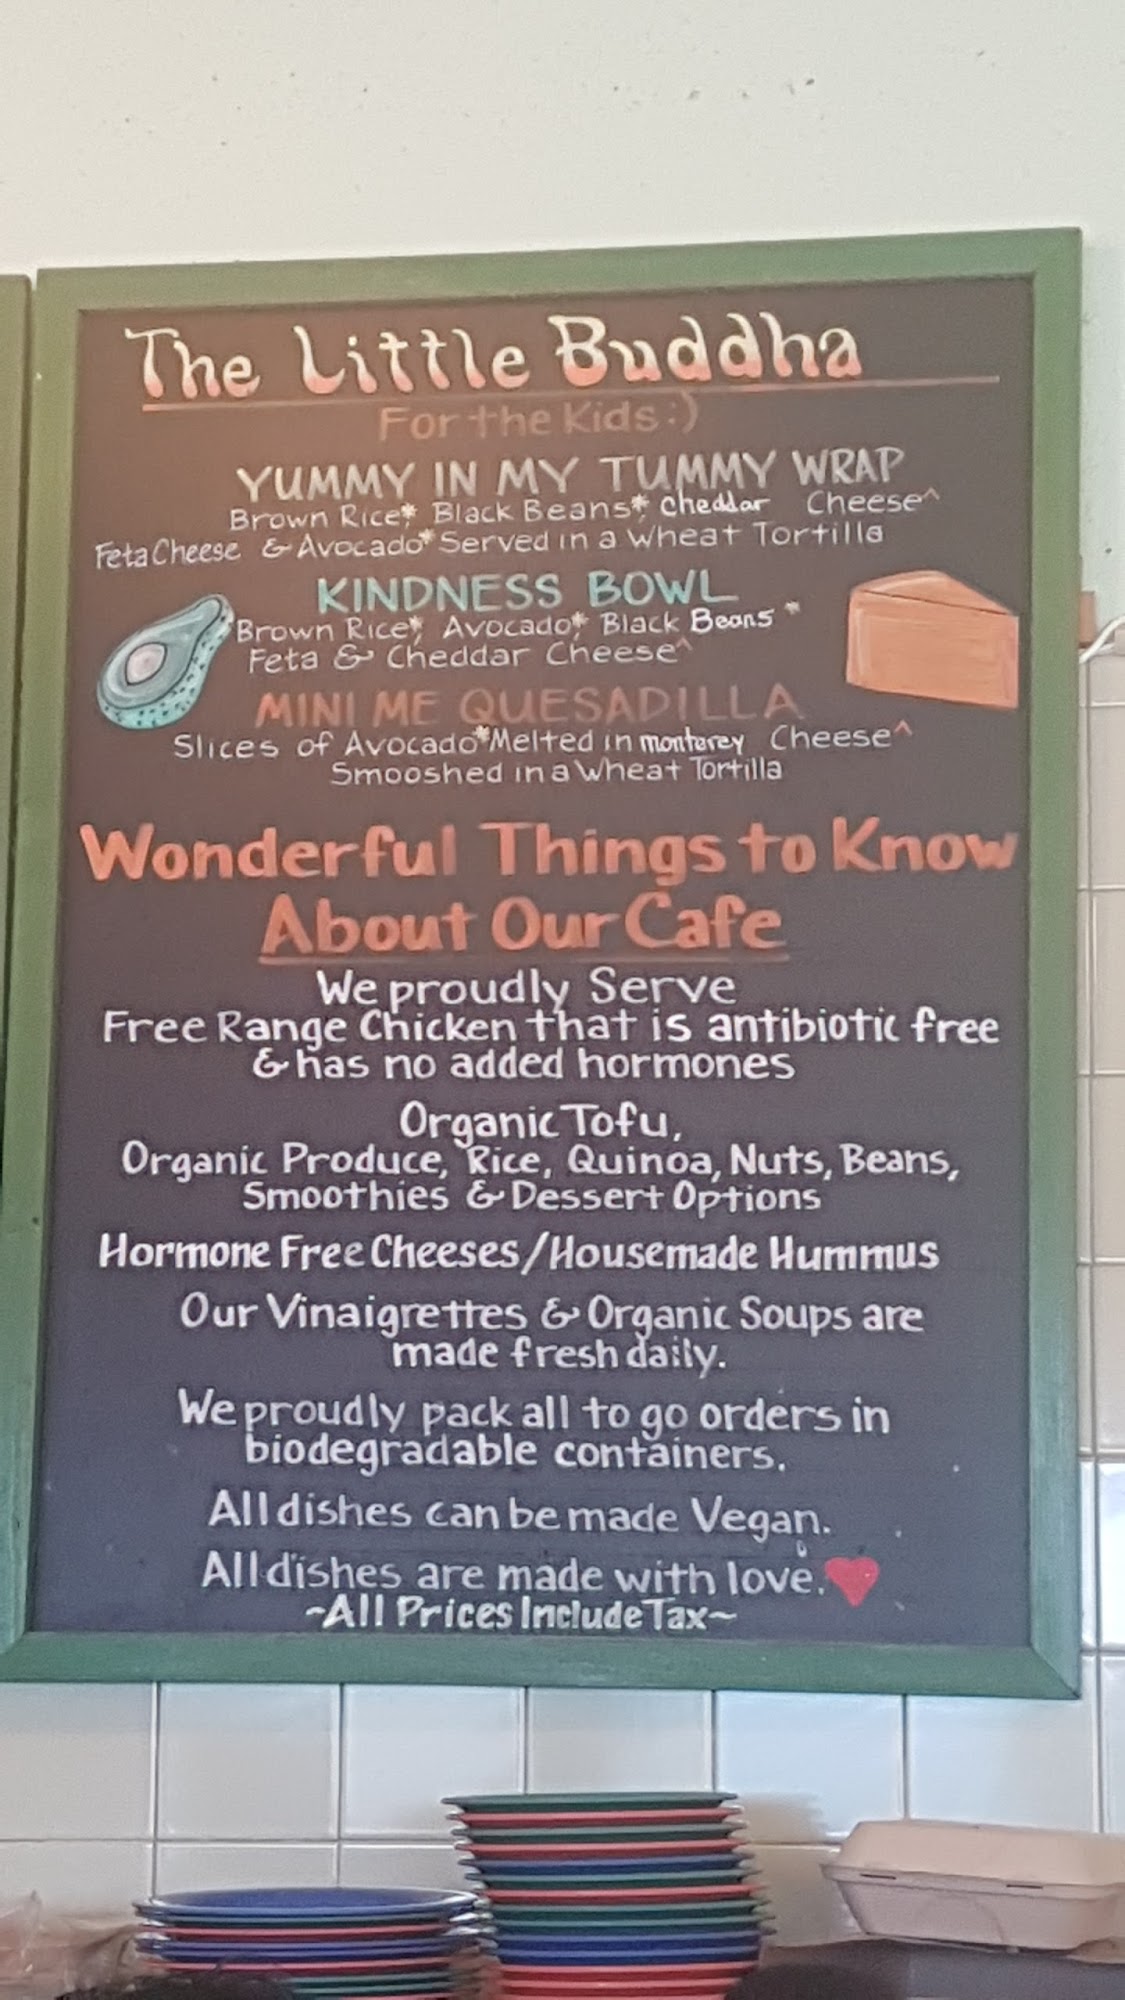 The Little Buddha
For the Kids :)
YUMMY IN MY TUMMY WRAP
Brown Rice*, Black Beans*, cheddar Cheese^
Feta Cheese & Avocado* Served in a Wheat Tortilla
KINDNESS BOWL
Brown Rice*, Avocado*, Black Beans*
Feta & Cheddar Cheese^
MINI ME QUESADILLA
Slices of Avocado* Melted in monterey Cheese^
Smooshed in a Wheat Tortilla
Wonderful Things to Know
About Our Cafe
We proudly Serve
Free Range Chicken that is antibiotic free
& has no added hormones
Organic Tofu,
Organic Produce, Rice, Quinoa, Nuts, Beans,
Smoothies & Dessert Options
Hormone Free Cheeses/Housemade Hummus
Our Vinaigrettes & Organic Soups are
made fresh daily.
We proudly pack all to go orders in
biodegradable containers.
All dishes can be made Vegan.
All dishes are made with love.
~All Prices Include Tax~